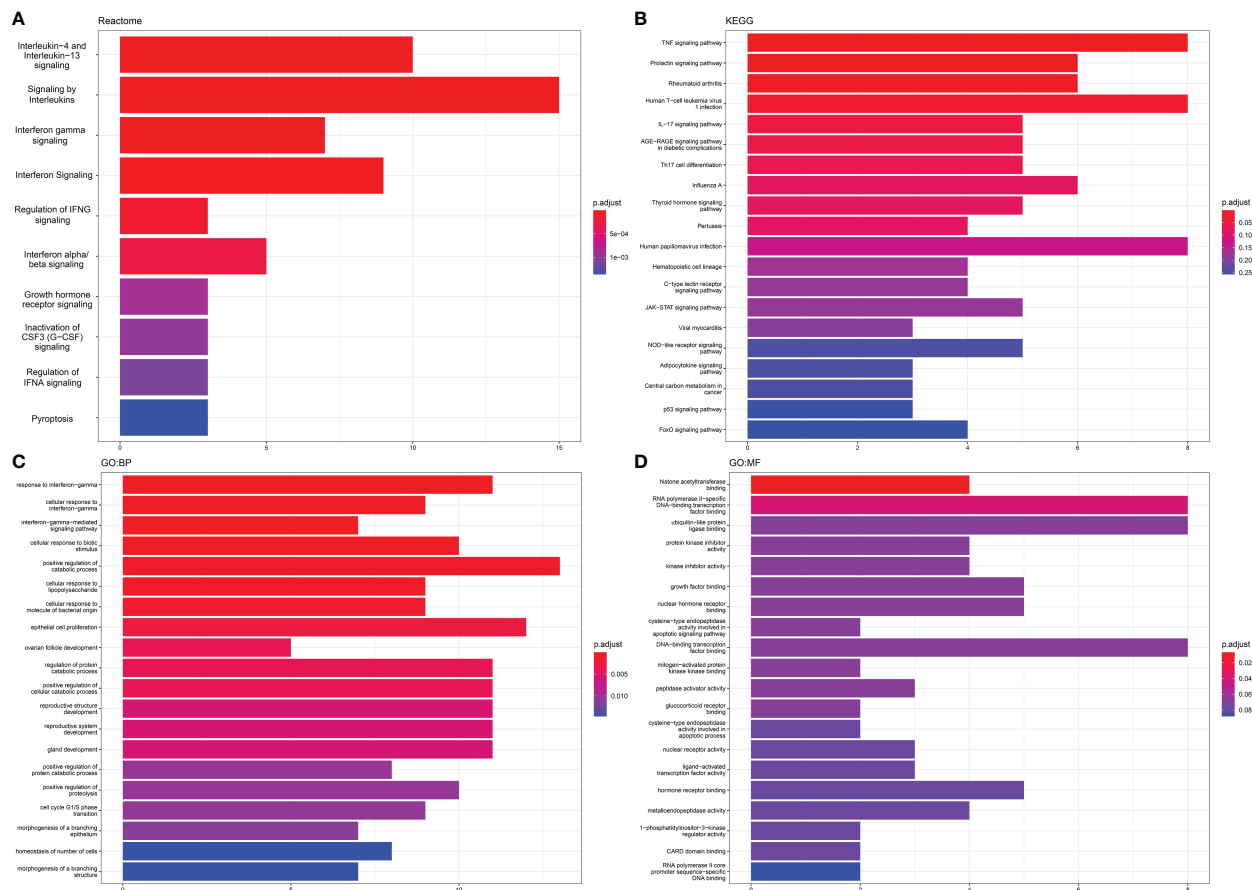 A
Reactome
Interleukin−4 and
Interleukin−13
signaling
Signaling by
Interleukins
Interferon gamma
signaling
Interferon Signaling
Regulation of IFNG
signaling
Interferon alpha/
beta signaling
Growth hormone
receptor signaling
Inactivation of
CSF3 (G−CSF)
signaling
Regulation of
IFNA signaling
Pyroptosis
0
5
10
15
p.adjust
5e−04
1e−03
B
KEGG
TNF signaling pathway
Prolactin signaling pathway
Rheumatoid arthritis
Human T−cell leukemia virus
1 infection
IL−17 signaling pathway
AGE−RAGE signaling pathway
in diabetic complications
Th17 cell differentiation
Influenza A
Thyroid hormone signaling
pathway
Pertussis
Human papillomavirus infection
Hematopoietic cell lineage
C−type lectin receptor
signaling pathway
JAK−STAT signaling pathway
Viral myocarditis
NOD−like receptor signaling
pathway
Adipocytokine signaling
pathway
Central carbon metabolism in
cancer
p53 signaling pathway
FoxO signaling pathway
0
2
4
6
8
p.adjust
0.05
0.10
0.15
0.20
0.25
C
GO:BP
response to interferon−gamma
cellular response to
interferon−gamma
interferon−gamma−mediated
signaling pathway
cellular response to biotic
stimulus
positive regulation of
catabolic process
cellular response to
lipopolysaccharide
cellular response to
molecule of bacterial origin
epithelial cell proliferation
ovarian follicle development
regulation of protein
catabolic process
positive regulation of
cellular catabolic process
reproductive structure
development
reproductive system
development
gland development
positive regulation of
protein catabolic process
positive regulation of
proteolysis
cell cycle G1/S phase
transition
morphogenesis of a branching
epithelium
homeostasis of number of cells
morphogenesis of a branching
structure
0
5
10
p.adjust
0.005
0.010
D
GO:MF
histone acetyltransferase
binding
RNA polymerase II−specific
DNA−binding transcription
factor binding
ubiquitin−like protein
ligase binding
protein kinase inhibitor
activity
kinase inhibitor activity
growth factor binding
nuclear hormone receptor
binding
cysteine−type endopeptidase
activity involved in
apoptotic signaling pathway
DNA−binding transcription
factor binding
mitogen−activated protein
kinase kinase binding
peptidase activator activity
glucocorticoid receptor
binding
cysteine−type endopeptidase
activity involved in
apoptotic process
nuclear receptor activity
ligand−activated
transcription factor activity
hormone receptor binding
metalloendopeptidase activity
1−phosphatidylinositol−3−kinase
regulator activity
CARD domain binding
RNA polymerase II core
promoter sequence−specific
DNA binding
0
2
4
6
8
p.adjust
0.02
0.04
0.06
0.08